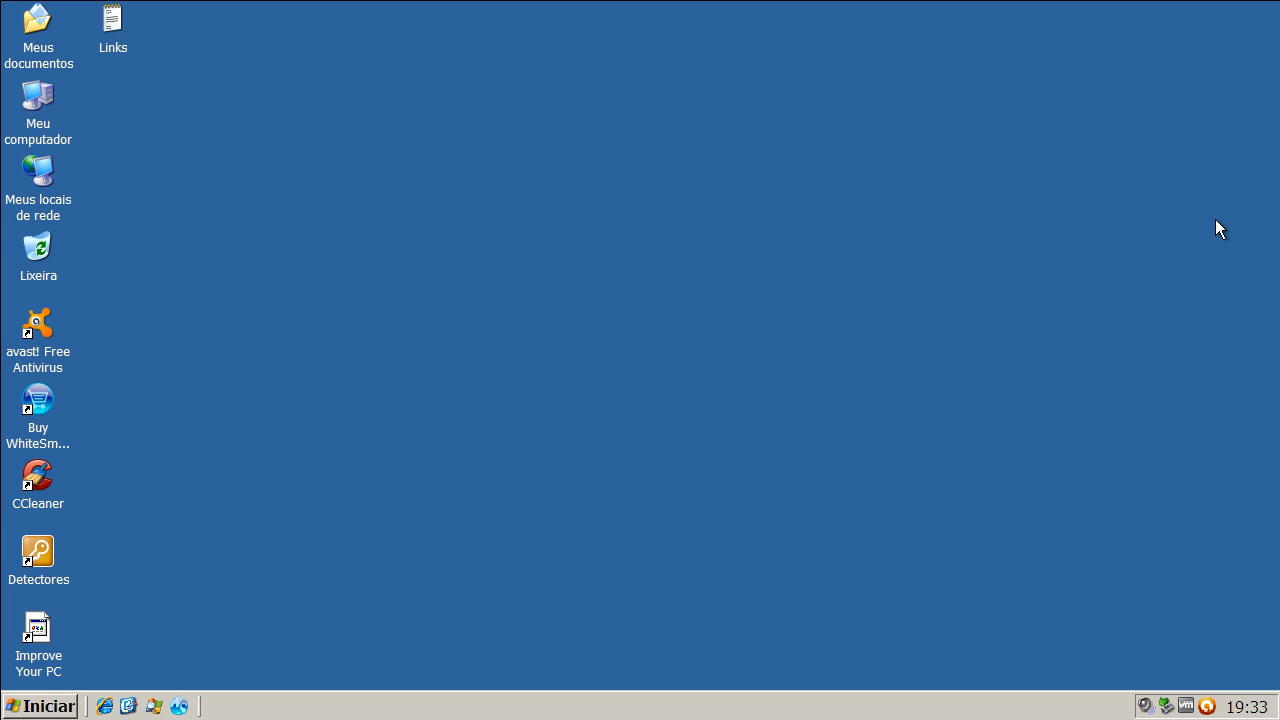 Meus
documentos
Links
Meu
computador
Meus locais
de rede
Lixeira
avast! Free
Antivirus
Buy
WhiteSm...
CCleaner
Detectores
Improve
Your PC
Iniciar
vm
19:33